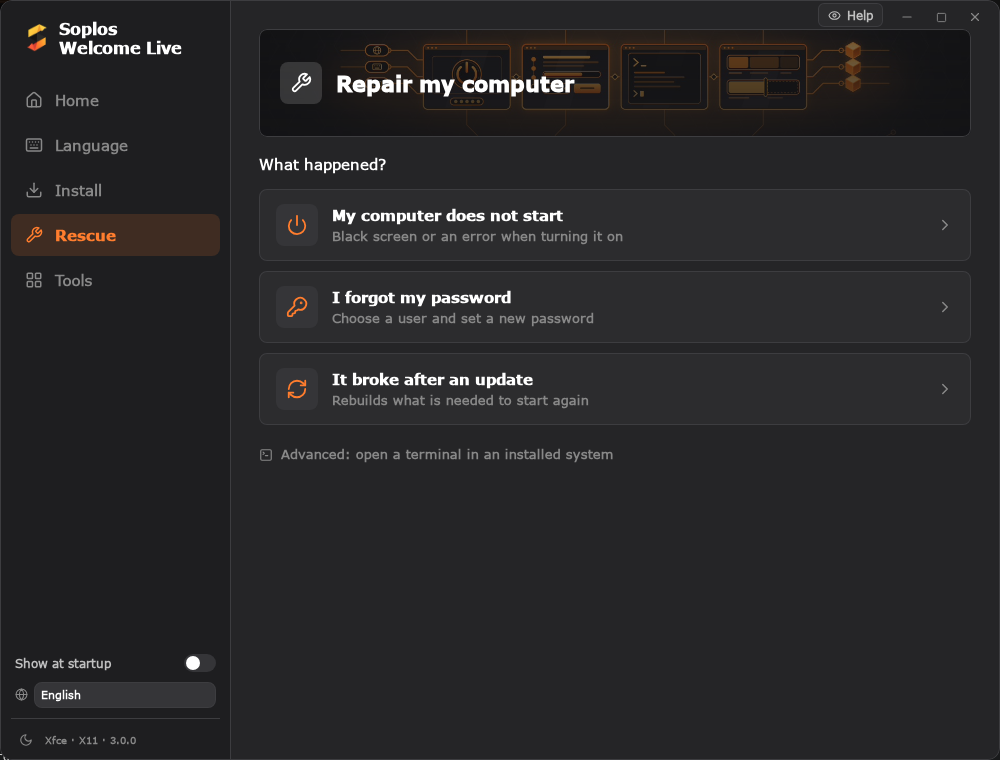 Soplos
Welcome Live
Help
Home
Language
Install
Rescue
Tools
Repair my computer
What happened?
My computer does not start
Black screen or an error when turning it on
I forgot my password
Choose a user and set a new password
It broke after an update
Rebuilds what is needed to start again
Advanced: open a terminal in an installed system
Show at startup
English
Xfce · X11 · 3.0.0